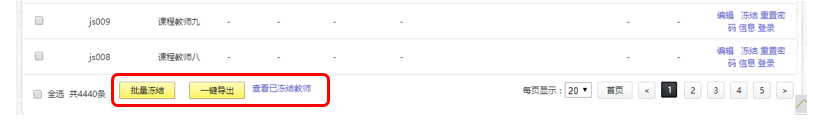 js009 课程教师九 - - - - - - 编辑 冻结 重置密
码 信息 登录
js008 课程教师八 - - - - - - 编辑 冻结 重置密
码 信息 登录
全选 共4440条 批量冻结 一键导出 查看已冻结教师 每页显示：20 首页 < 1 2 3 4 5 >